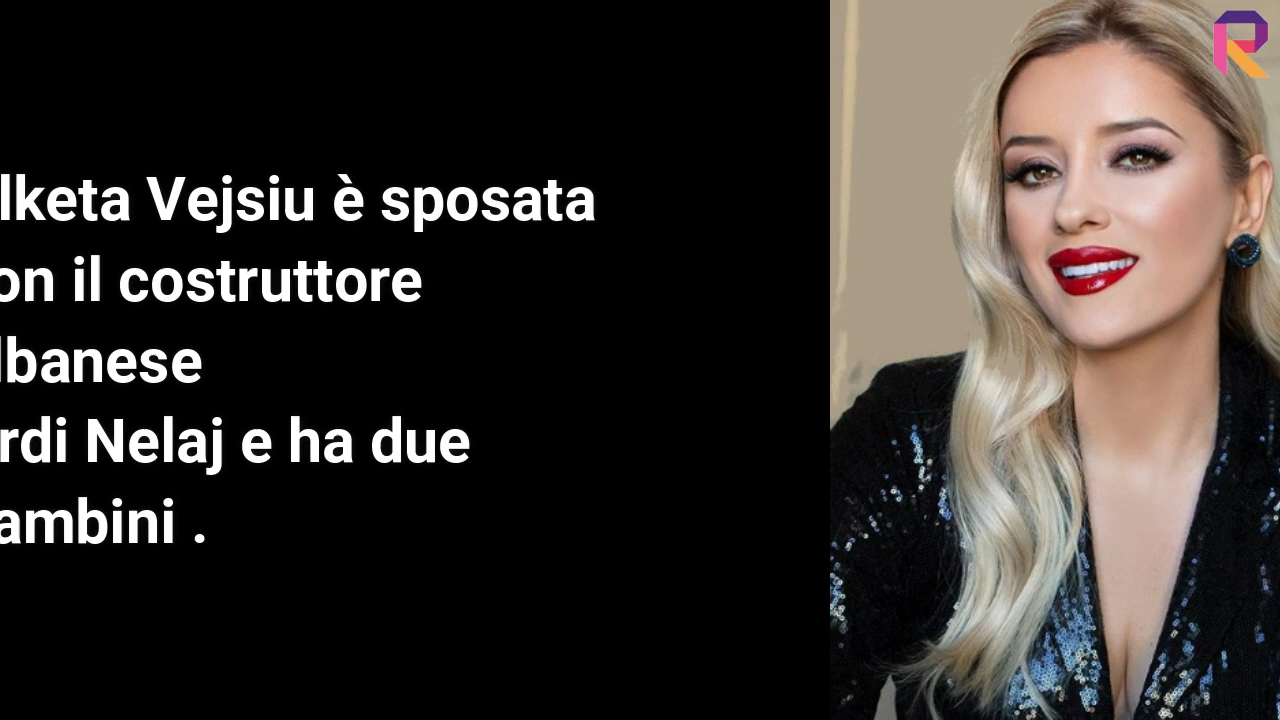 lketa Vejsiu è sposata
on il costruttore
lbanese
rdi Nelaj e ha due
ambini .